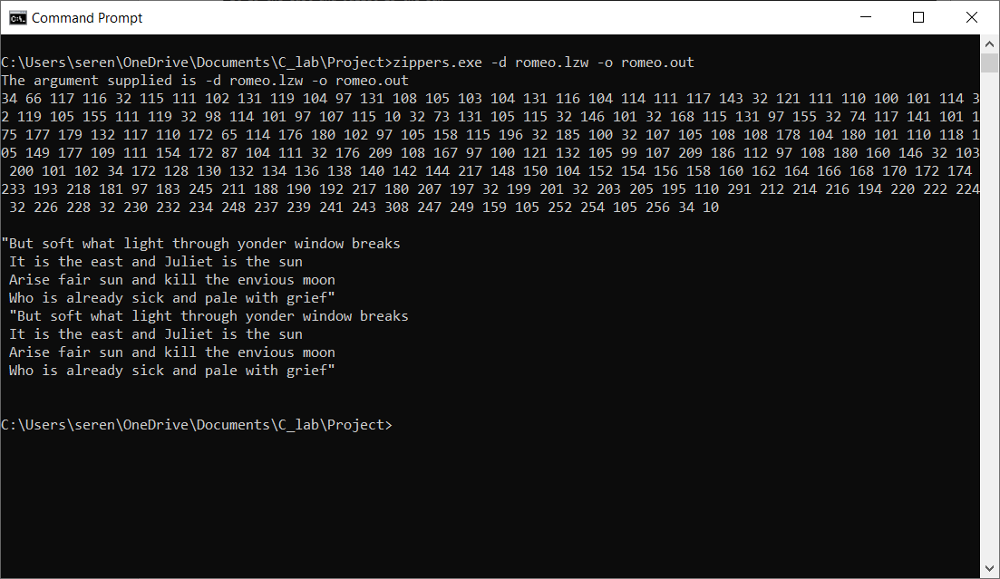 Command Prompt
C:\Users\seren\OneDrive\Documents\C_lab\Project>zippers.exe -d romeo.lzw -o romeo.out
The argument supplied is -d romeo.lzw -o romeo.out
34 66 117 116 32 115 111 102 131 119 104 97 131 108 105 103 104 131 116 104 114 111 117 143 32 121 111 110 100 101 114 3
2 119 105 155 111 119 32 98 114 101 97 107 115 10 32 73 131 105 115 32 146 101 32 168 115 131 97 155 32 74 117 141 101 1
75 177 179 132 117 110 172 65 114 176 180 102 97 105 158 115 196 32 185 100 32 107 105 108 108 178 104 180 101 110 118 1
05 149 177 109 111 154 172 87 104 111 32 176 209 108 167 97 100 121 132 105 99 107 209 186 112 97 108 180 160 146 32 103
 200 101 102 34 172 128 130 132 134 136 138 140 142 144 217 148 150 104 152 154 156 158 160 162 164 166 168 170 172 174
233 193 218 181 97 183 245 211 188 190 192 217 180 207 197 32 199 201 32 203 205 195 110 291 212 214 216 194 220 222 224
 32 226 228 32 230 232 234 248 237 239 241 243 308 247 249 159 105 252 254 105 256 34 10
"But soft what light through yonder window breaks
 It is the east and Juliet is the sun
 Arise fair sun and kill the envious moon
 Who is already sick and pale with grief"
 "But soft what light through yonder window breaks
 It is the east and Juliet is the sun
 Arise fair sun and kill the envious moon
 Who is already sick and pale with grief"
C:\Users\seren\OneDrive\Documents\C_lab\Project>